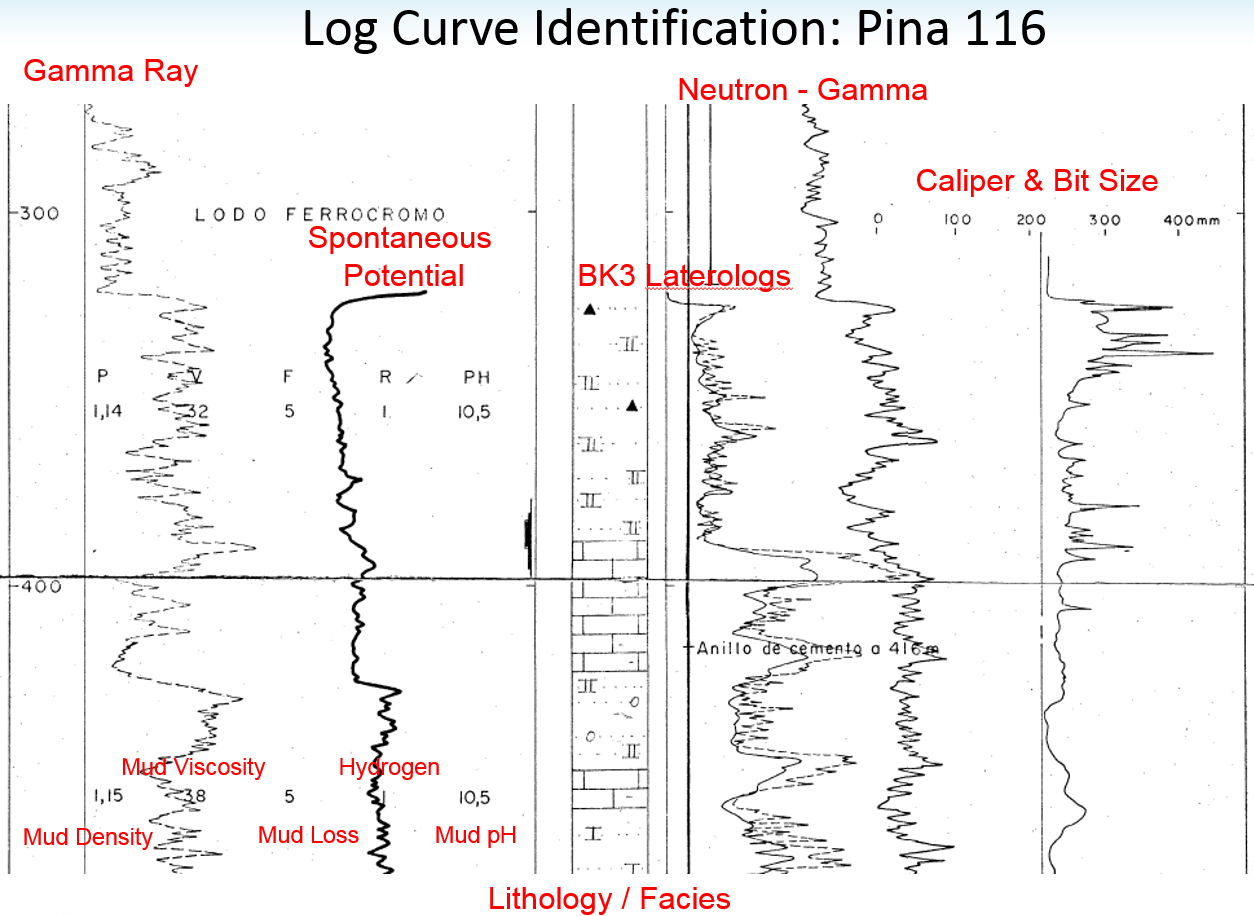 Log Curve Identification: Pina 116
Gamma Ray
Neutron - Gamma
Caliper & Bit Size
300
LODO FERROCROMO
0 100 200 300 400mm
Spontaneous
Potential
BK3 Laterologs
P V F R PH
1,14 32 5 1 10,5
400
Anillo de cemento a 416m
Mud Viscosity Hydrogen
1,15 38 5 1 10,5
Mud Density Mud Loss Mud pH
Lithology / Facies